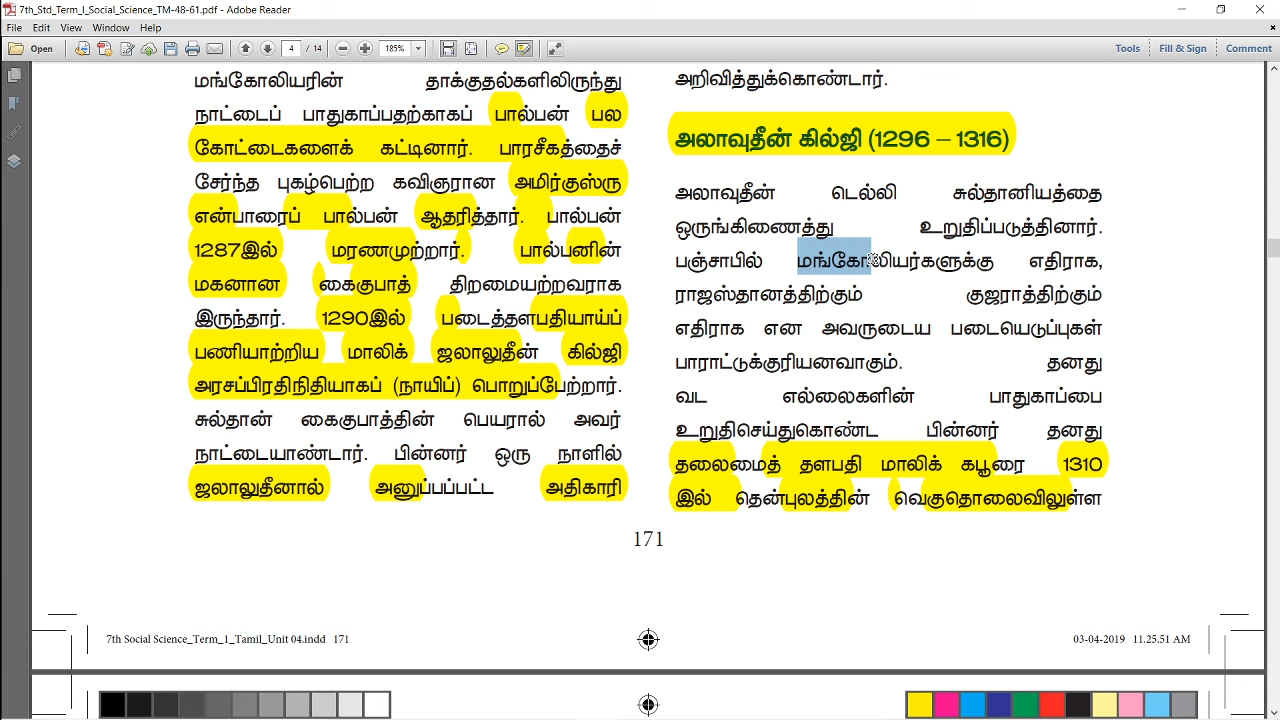 7th_Std_Term_I_Social_Science_TM-48-61.pdf - Adobe Reader
File Edit View Window Help
Open 4 / 14 185% Tools Fill & Sign Comment
மங்கோலியரின் தாக்குதல்களிலிருந்து
நாட்டைப் பாதுகாப்பதற்காகப் பால்பன் பல
கோட்டைகளைக் கட்டினார். பாரசீகத்தைச்
சேர்ந்த புகழ்பெற்ற கவிஞரான அமிர்குஸ்ரு
என்பாரைப் பால்பன் ஆதரித்தார். பால்பன்
1287இல் மரணமுற்றார். பால்பனின்
மகனான கைகுபாத் திறமையற்றவராக
இருந்தார். 1290இல் படைத்தளபதியாய்ப்
பணியாற்றிய மாலிக் ஜலாலுதீன் கில்ஜி
அரசப்பிரதிநிதியாகப் (நாயிப்) பொறுப்பேற்றார்.
சுல்தான் கைகுபாத்தின் பெயரால் அவர்
நாட்டையாண்டார். பின்னர் ஒரு நாளில்
ஜலாலுதீனால் அனுப்பப்பட்ட அதிகாரி
அறிவித்துக்கொண்டார்.
அலாவுதீன் கில்ஜி (1296 – 1316)
அலாவுதீன் டெல்லி சுல்தானியத்தை
ஒருங்கிணைத்து உறுதிப்படுத்தினார்.
பஞ்சாபில் மங்கோலியர்களுக்கு எதிராக,
ராஜஸ்தானத்திற்கும் குஜராத்திற்கும்
எதிராக என அவருடைய படையெடுப்புகள்
பாராட்டுக்குரியனவாகும். தனது
வட எல்லைகளின் பாதுகாப்பை
உறுதிசெய்துகொண்ட பின்னர் தனது
தலைமைத் தளபதி மாலிக் கபூரை 1310
இல் தென்புலத்தின் வெகுதொலைவிலுள்ள
171
7th Social Science_Term_1_Tamil_Unit 04.indd 171 03-04-2019 11.25.51 AM